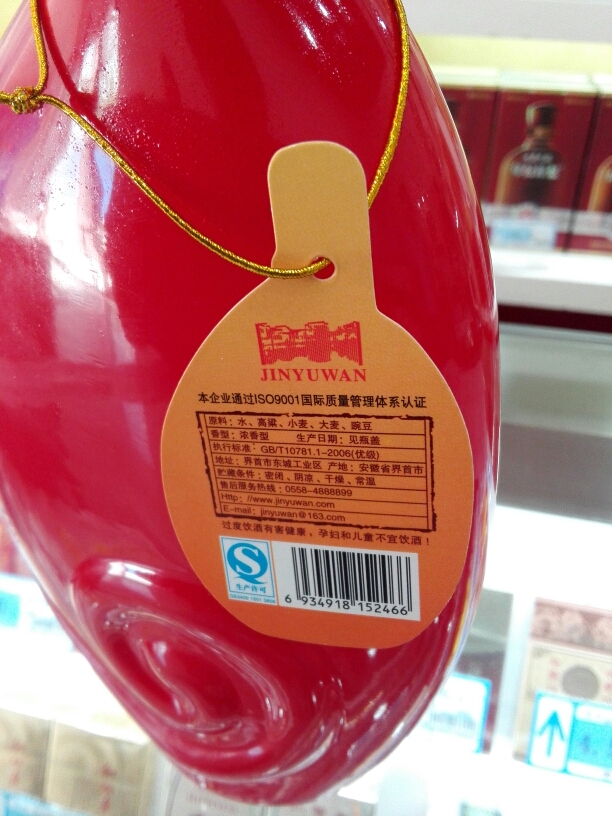 JINYUWAN
本企业通过ISO9001国际质量管理体系认证
原料：水、高粱、小麦、大麦、豌豆
香型：浓香型 生产日期：见瓶盖
执行标准：GB/T10781.1-2006(优级)
地址：界首市东城工业区 产地：安徽省界首市
贮藏条件：密闭、阴凉、干燥、常温
售后服务热线：0558-4888899
Http：//www.jinyuwan.com
E-mail：jinyuwan@163.com
过度饮酒有害健康，孕妇和儿童不宜饮酒！
生产许可
6 934918 152466